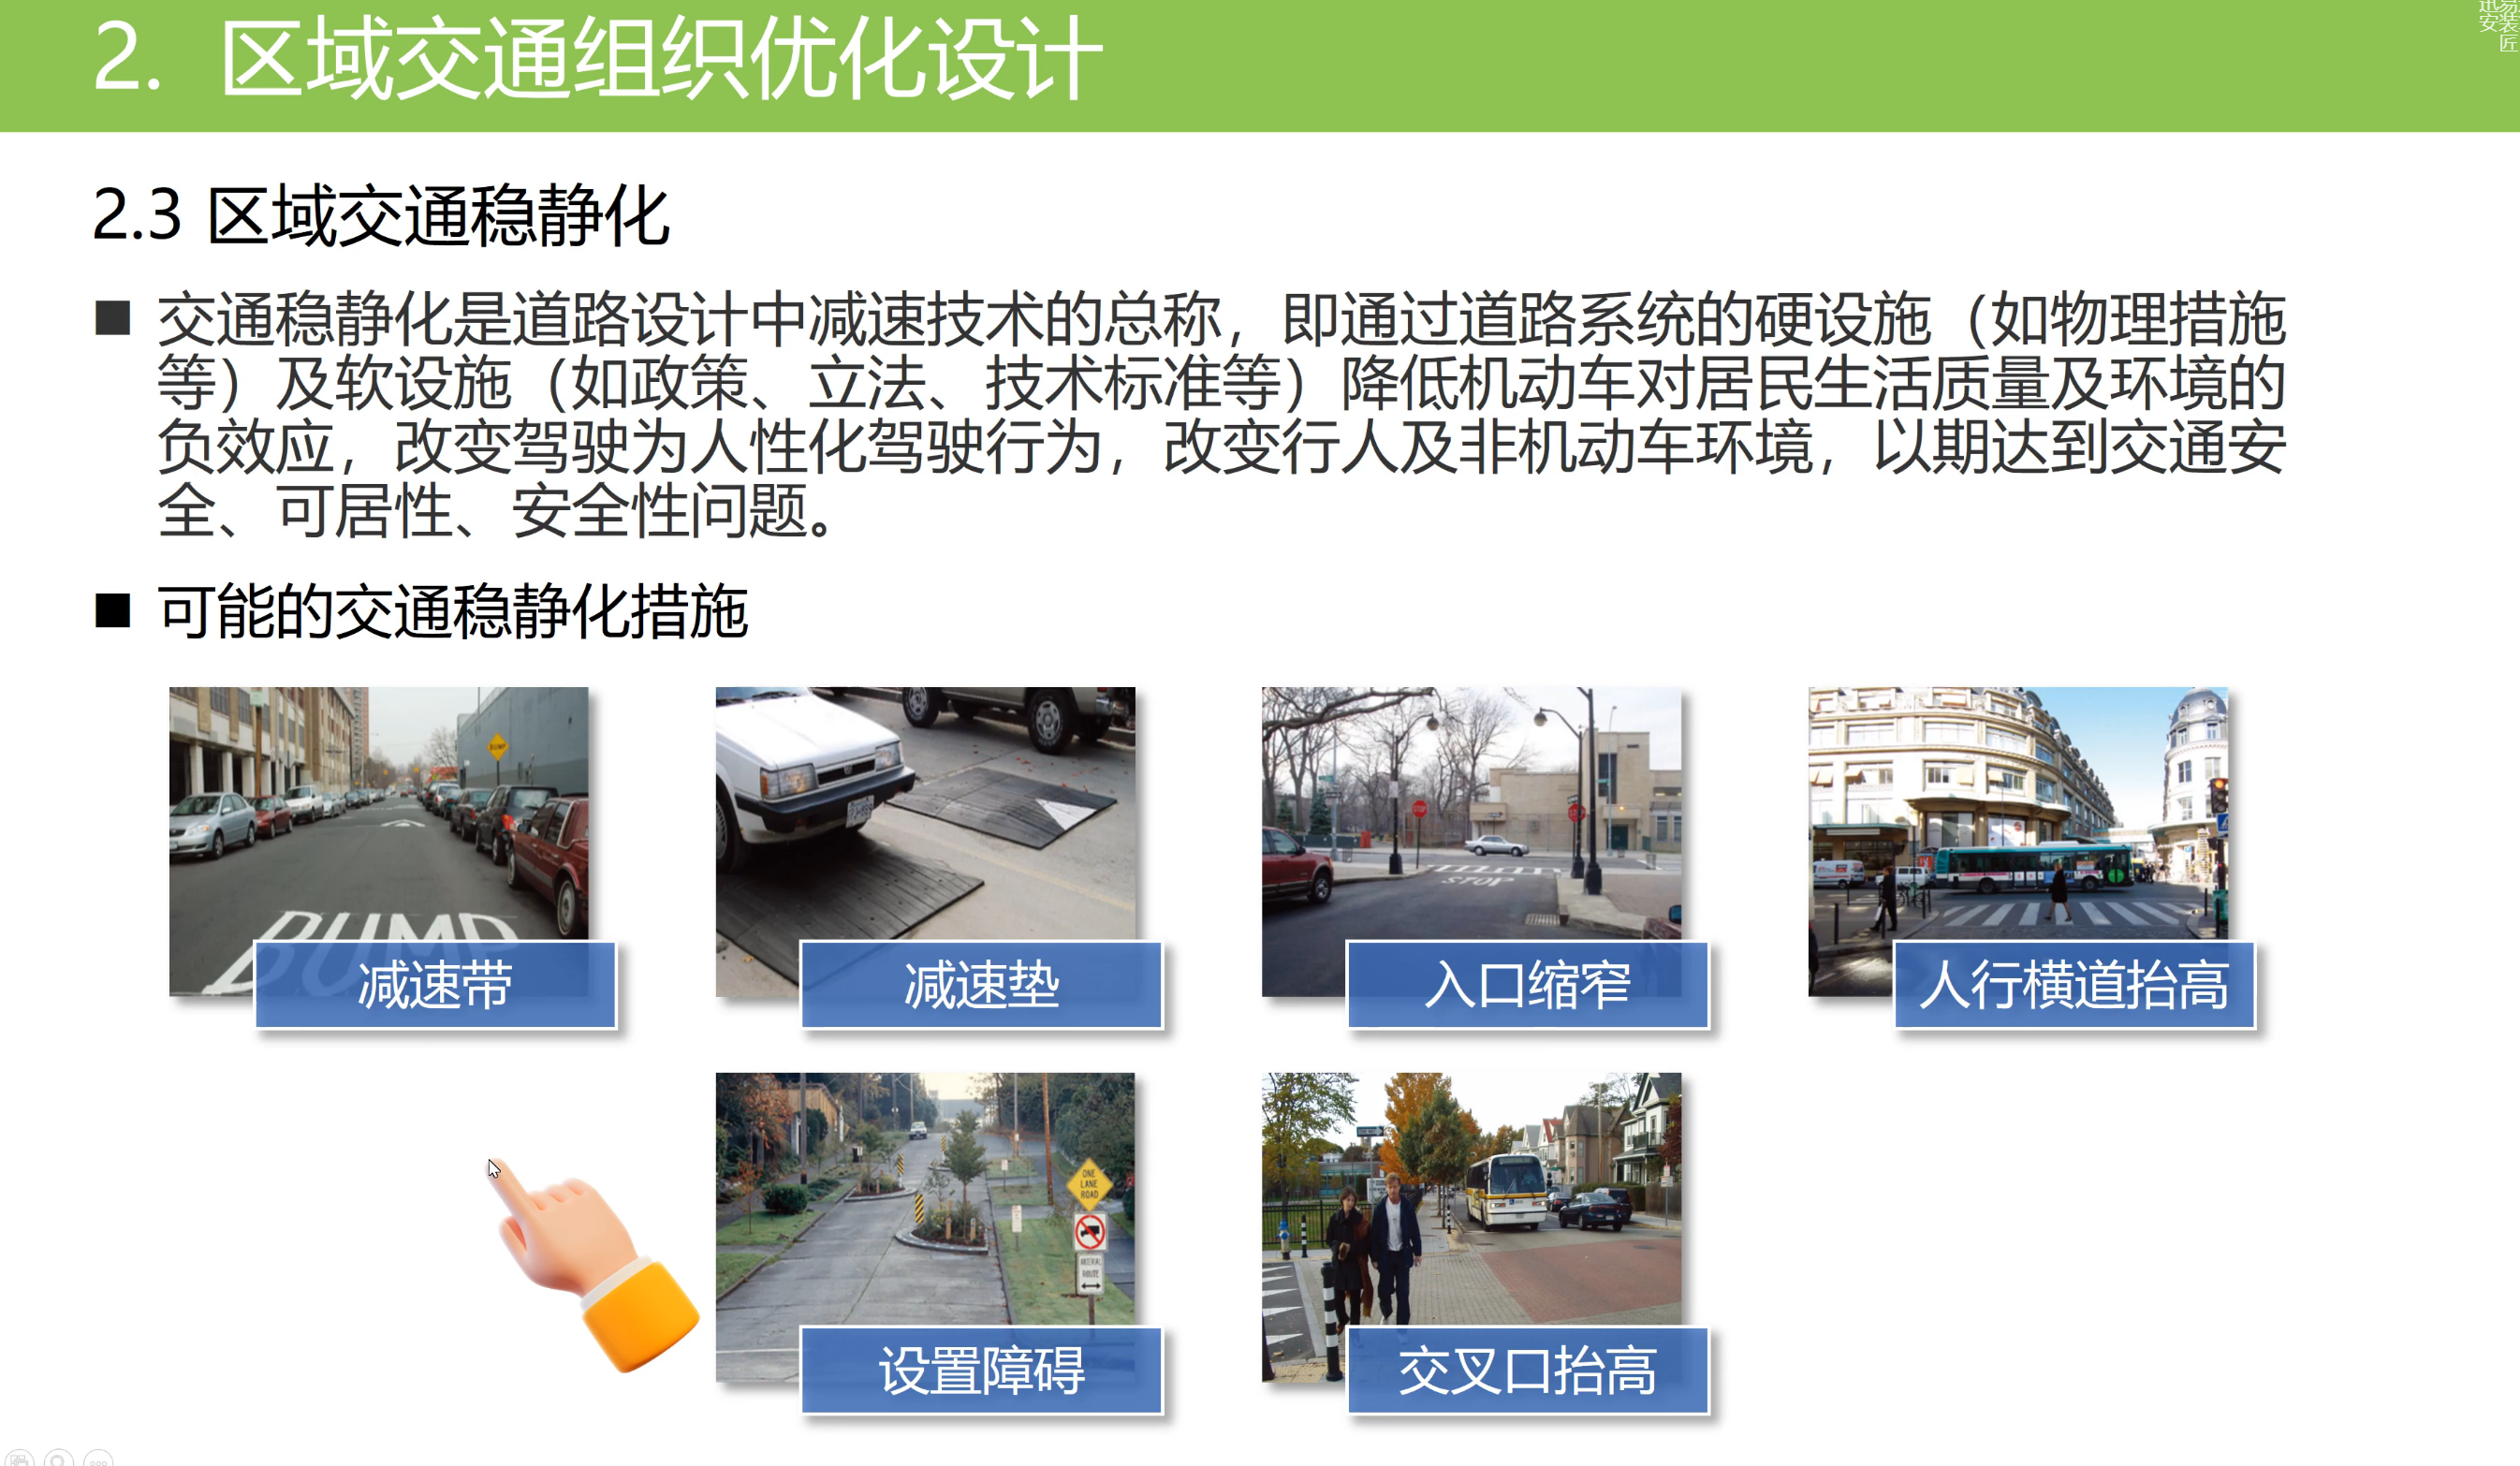 2. 区域交通组织优化设计
迅易
安装
匠
2.3 区域交通稳静化
■ 交通稳静化是道路设计中减速技术的总称，即通过道路系统的硬设施（如物理措施
等）及软设施（如政策、立法、技术标准等）降低机动车对居民生活质量及环境的
负效应，改变驾驶为人性化驾驶行为，改变行人及非机动车环境，以期达到交通安
全、可居性、安全性问题。
■ 可能的交通稳静化措施
BUMP
BUMP
减速带
减速垫
STOP
STOP
入口缩窄
人行横道抬高
ONE
LANE
ROAD
ROUTE
设置障碍
交叉口抬高